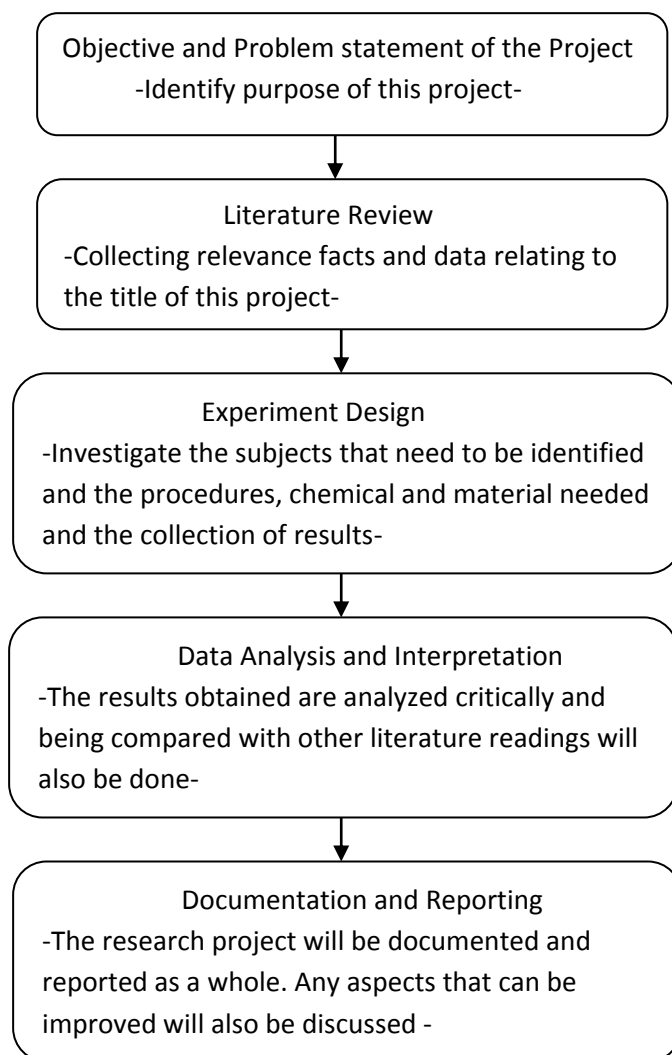 Objective and Problem statement of the Project
-Identify purpose of this project-
Literature Review
-Collecting relevance facts and data relating to
the title of this project-
Experiment Design
-Investigate the subjects that need to be identified
and the procedures, chemical and material needed
and the collection of results-
Data Analysis and Interpretation
-The results obtained are analyzed critically and
being compared with other literature readings will
also be done-
Documentation and Reporting
-The research project will be documented and
reported as a whole. Any aspects that can be
improved will also be discussed -